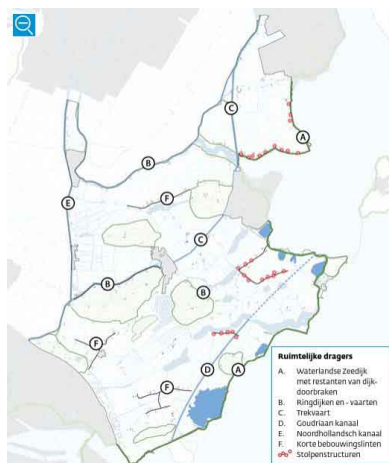 C
A
B
F
E
C
B
B
F
D
A
F
Ruimtelijke dragers
A. Waterlandse Zeedijk
met restanten van dijk-
doorbraken
B. Ringdijken en - vaarten
C. Trekvaart
D. Goudriaan kanaal
E. Noordhollandsch kanaal
F. Korte bebouwingslinten
Stolpenstructuren